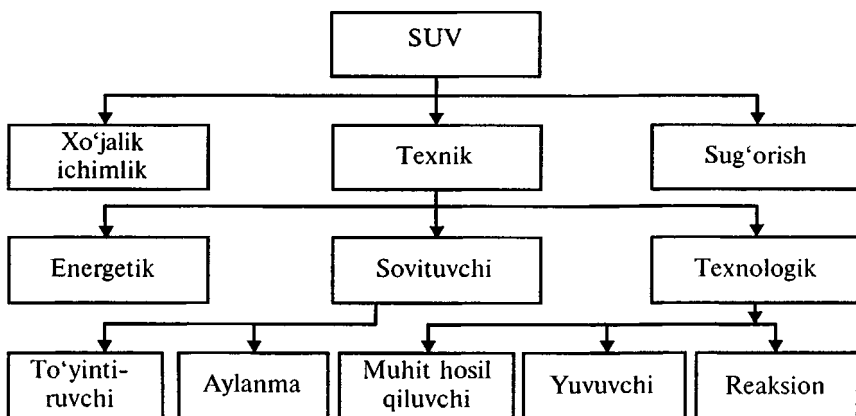 SUV
Xo‘jalik
ichimlik
Texnik
Sug‘orish
Energetik
Sovituvchi
Texnologik
To‘yinti-
ruvchi
Aylanma
Muhit hosil
qiluvchi
Yuvuvchi
Reaksion